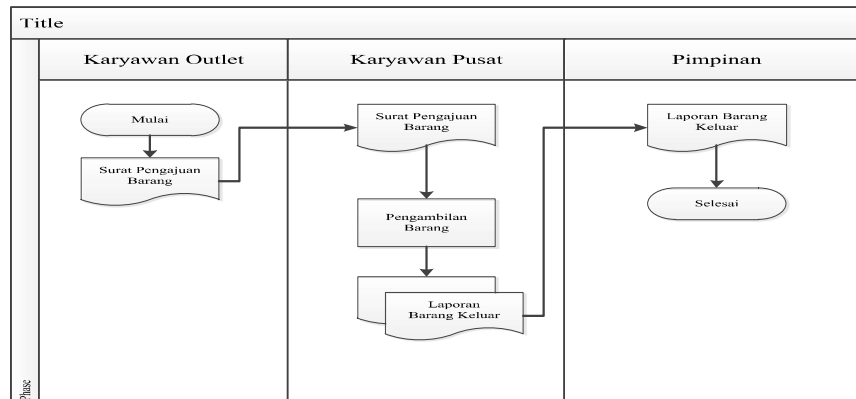 Title
Karyawan Outlet
Karyawan Pusat
Pimpinan
Mulai
Surat Pengajuan
Barang
Surat Pengajuan
Barang
Pengambilan
Barang
Laporan
Barang Keluar
Laporan Barang
Keluar
Selesai
Phase